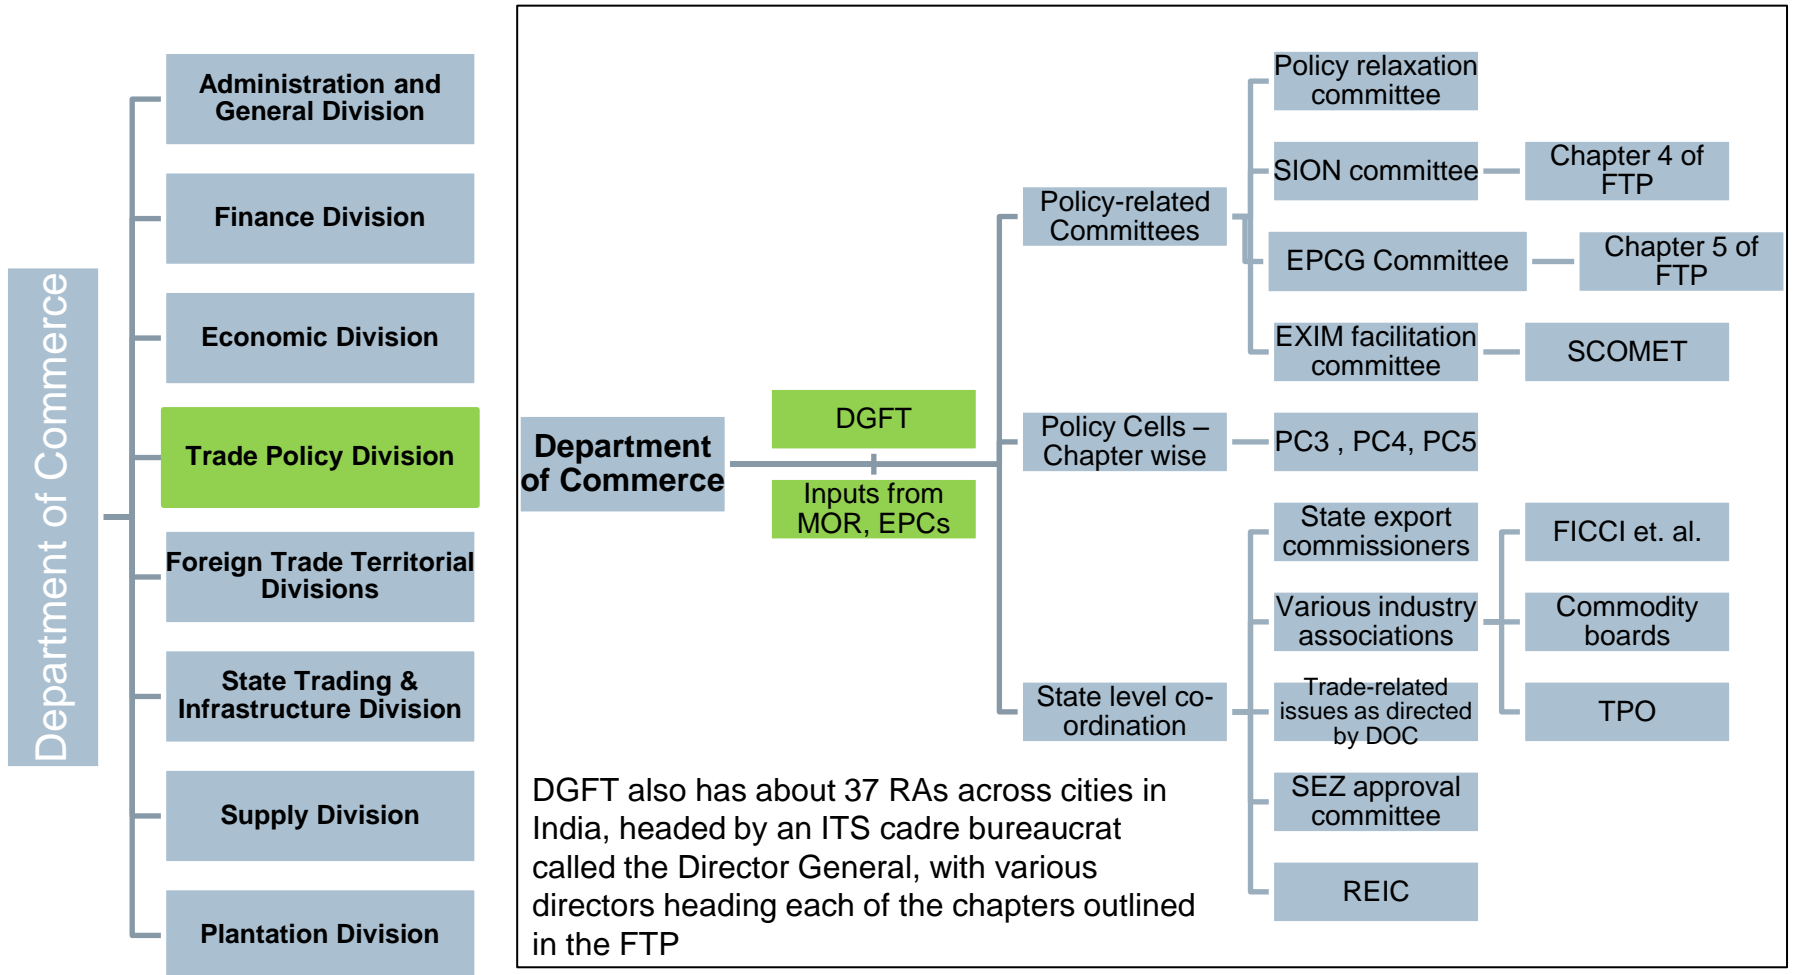 Department of Commerce
Administration and
General Division
Finance Division
Economic Division
Trade Policy Division
Foreign Trade Territorial
Divisions
State Trading &
Infrastructure Division
Supply Division
Plantation Division
Department
of Commerce
DGFT
Inputs from
MOR, EPCs
Policy-related
Committees
Policy relaxation
committee
SION committee
Chapter 4 of
FTP
EPCG Committee
Chapter 5 of
FTP
EXIM facilitation
committee
SCOMET
Policy Cells –
Chapter wise
PC3 , PC4, PC5
State level co-
ordination
State export
commissioners
Various industry
associations
FICCI et. al.
Commodity
boards
TPO
Trade-related
issues as directed
by DOC
SEZ approval
committee
REIC
DGFT also has about 37 RAs across cities in
India, headed by an ITS cadre bureaucrat
called the Director General, with various
directors heading each of the chapters outlined
in the FTP